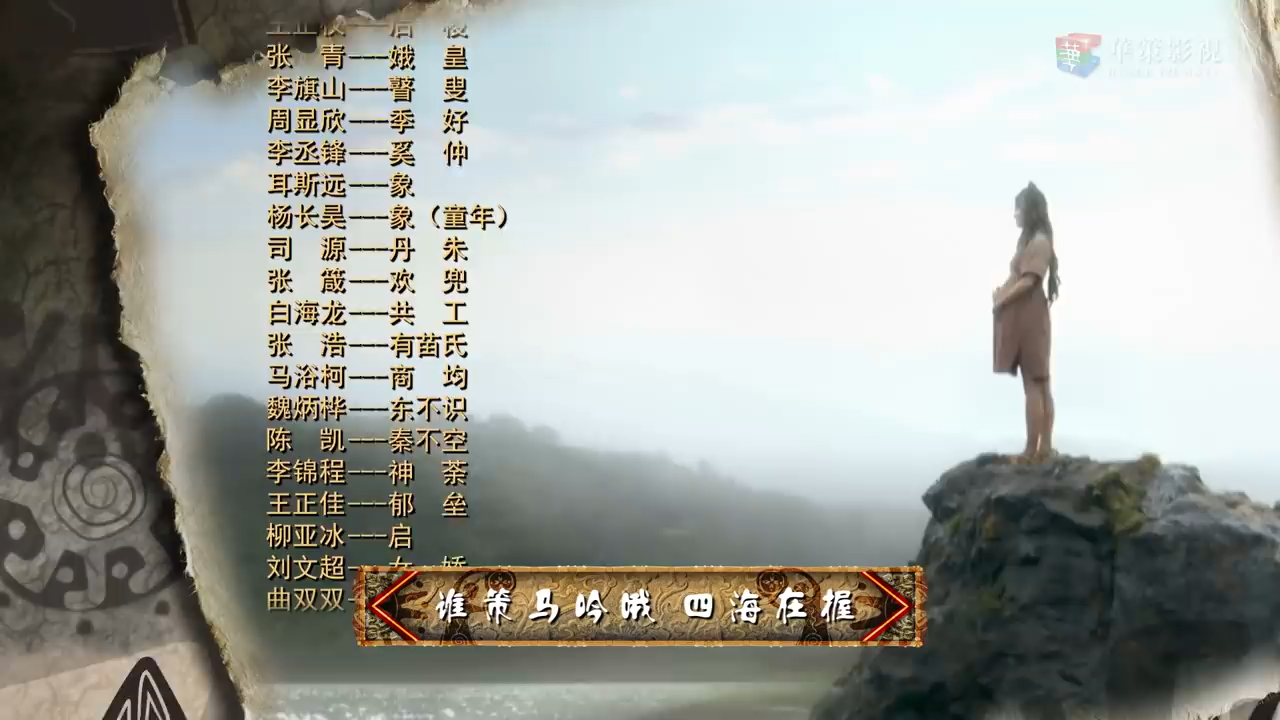 华策影视
张 青---娥 皇
李旗山---瞽 叟
周显欣---季 好
李丞锋---奚 仲
耳斯远---象
杨长昊---象（童年）
司 源---丹 朱
张 箴---欢 兜
白海龙---共 工
张 浩---有苗氏
马浴柯---商 均
魏炳桦---东不识
陈 凯---秦不空
李锦程---神 荼
王正佳---郁 垒
柳亚冰---启
刘文超---女 娇
曲双双
谁策马吟哦 四海在握